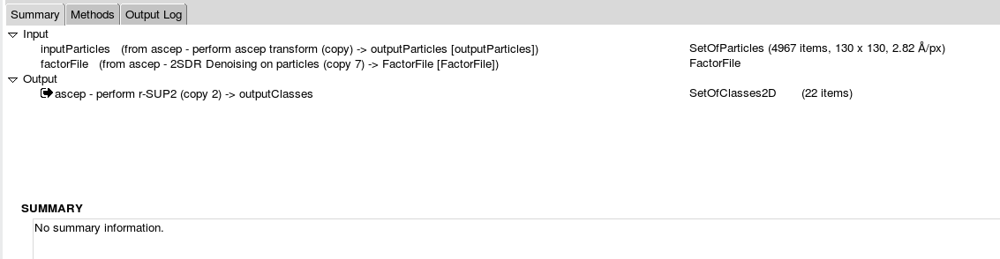 Summary Methods Output Log
Input
inputParticles (from ascep - perform ascep transform (copy) -> outputParticles [outputParticles]) SetOfParticles (4967 items, 130 x 130, 2.82 Å/px)
factorFile (from ascep - 2SDR Denoising on particles (copy 7) -> FactorFile [FactorFile]) FactorFile
Output
ascep - perform r-SUP2 (copy 2) -> outputClasses SetOfClasses2D (22 items)
SUMMARY
No summary information.